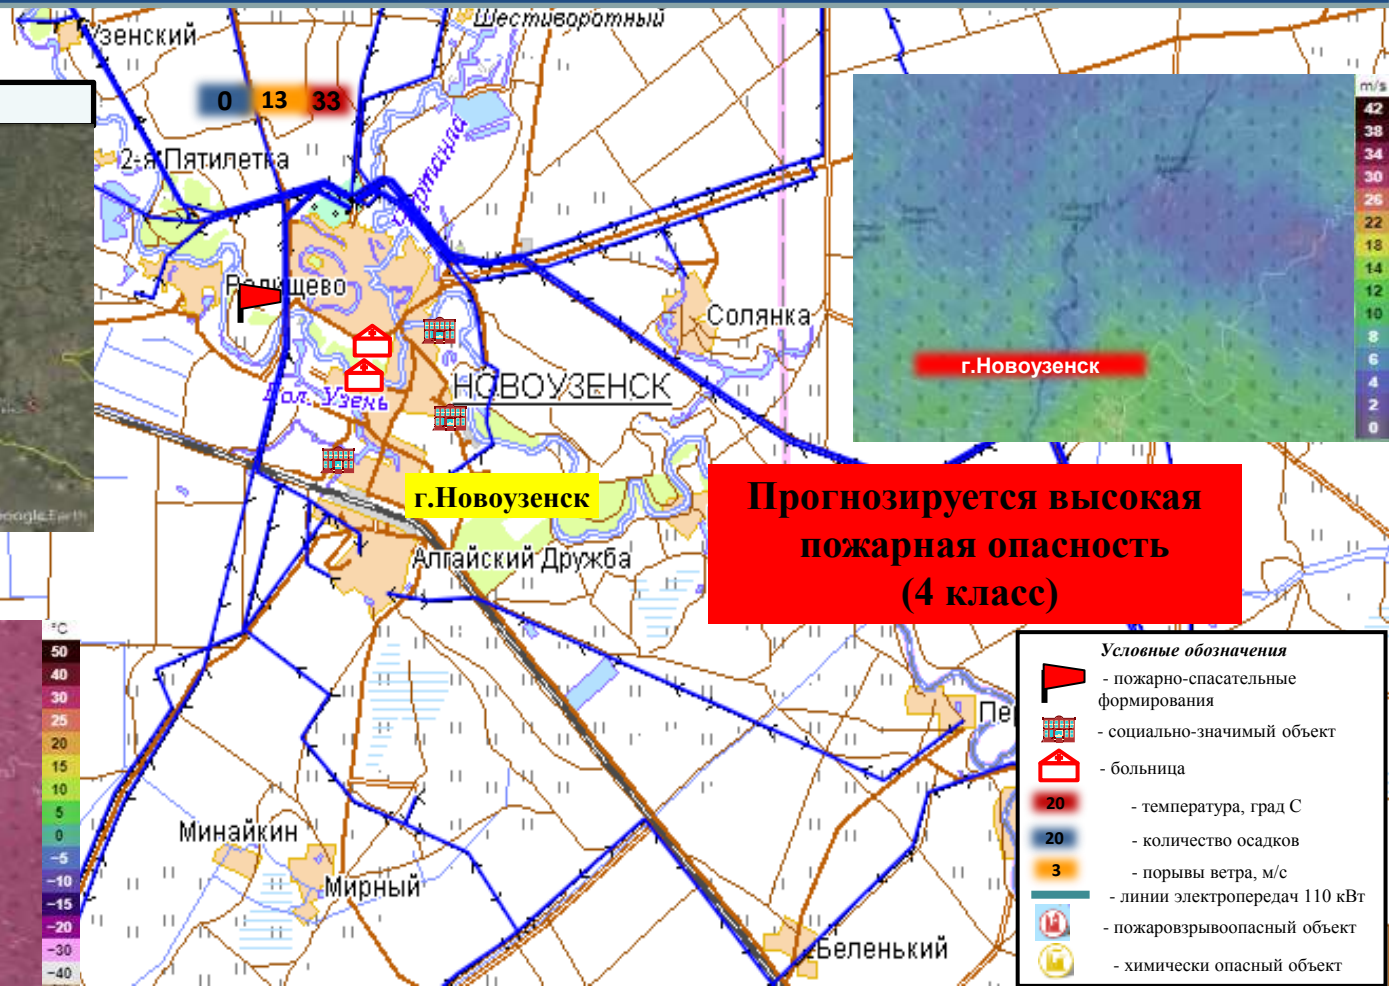 Узенский
Шестиворотный
0 13 33
2-я Пятилетка
Чертанла
Радищево
Солянка
НОВОУЗЕНСК
Бол. Узень
г.Новоузенск
Алгайский Дружба
Минайкин
Мирный
Беленький
Пе
Google Earth
°C
50
40
30
25
20
15
10
5
0
−5
−10
−15
−20
−30
−40
г.Новоузенск
m/s
42
38
34
30
26
22
18
14
12
10
8
6
4
2
0
Прогнозируется высокая
пожарная опасность
(4 класс)
Условные обозначения
- пожарно-спасательные
формирования
- социально-значимый объект
- больница
20 - температура, град С
20 - количество осадков
3 - порывы ветра, м/с
- линии электропередач 110 кВт
- пожаровзрывоопасный объект
- химически опасный объект